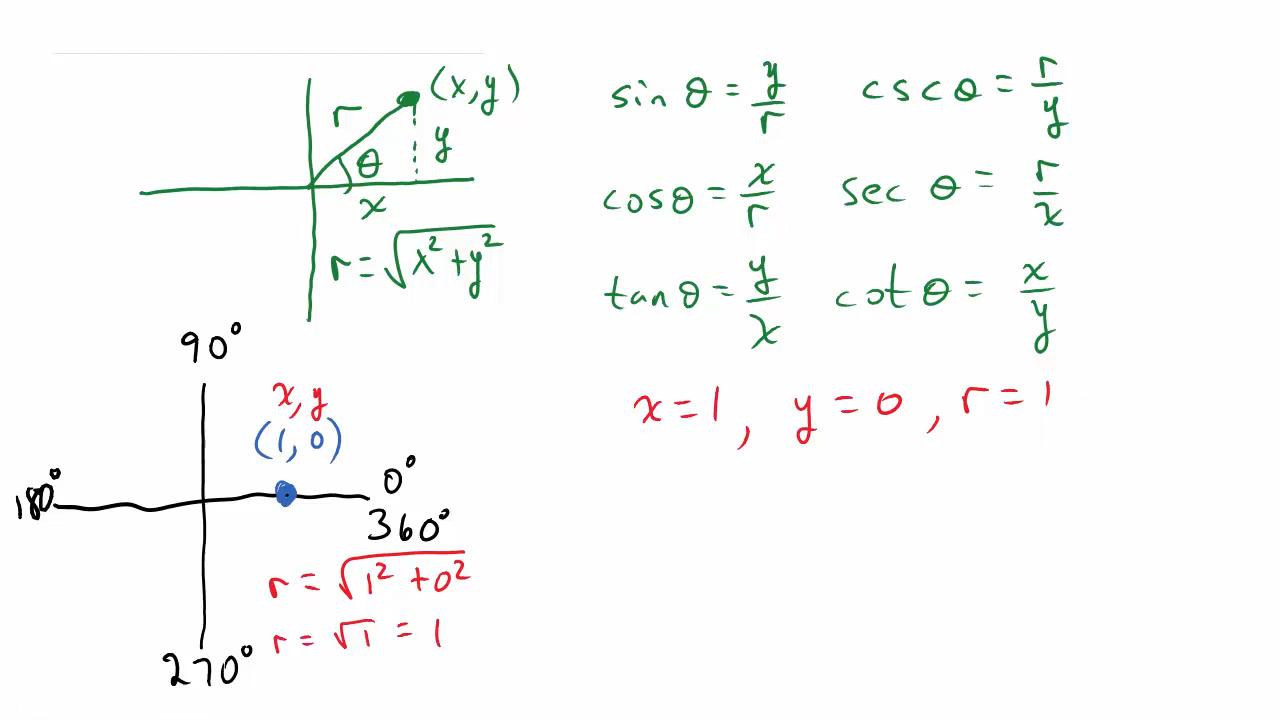 (x,y)
r
θ
y
x
r = √x² + y²
sin θ = y/r
csc θ = r/y
cos θ = x/r
sec θ = r/x
tan θ = y/x
cot θ = x/y
x = 1, y = 0, r = 1
90°
x, y
(1, 0)
180°
0°
360°
r = √1² + 0²
r = √1 = 1
270°